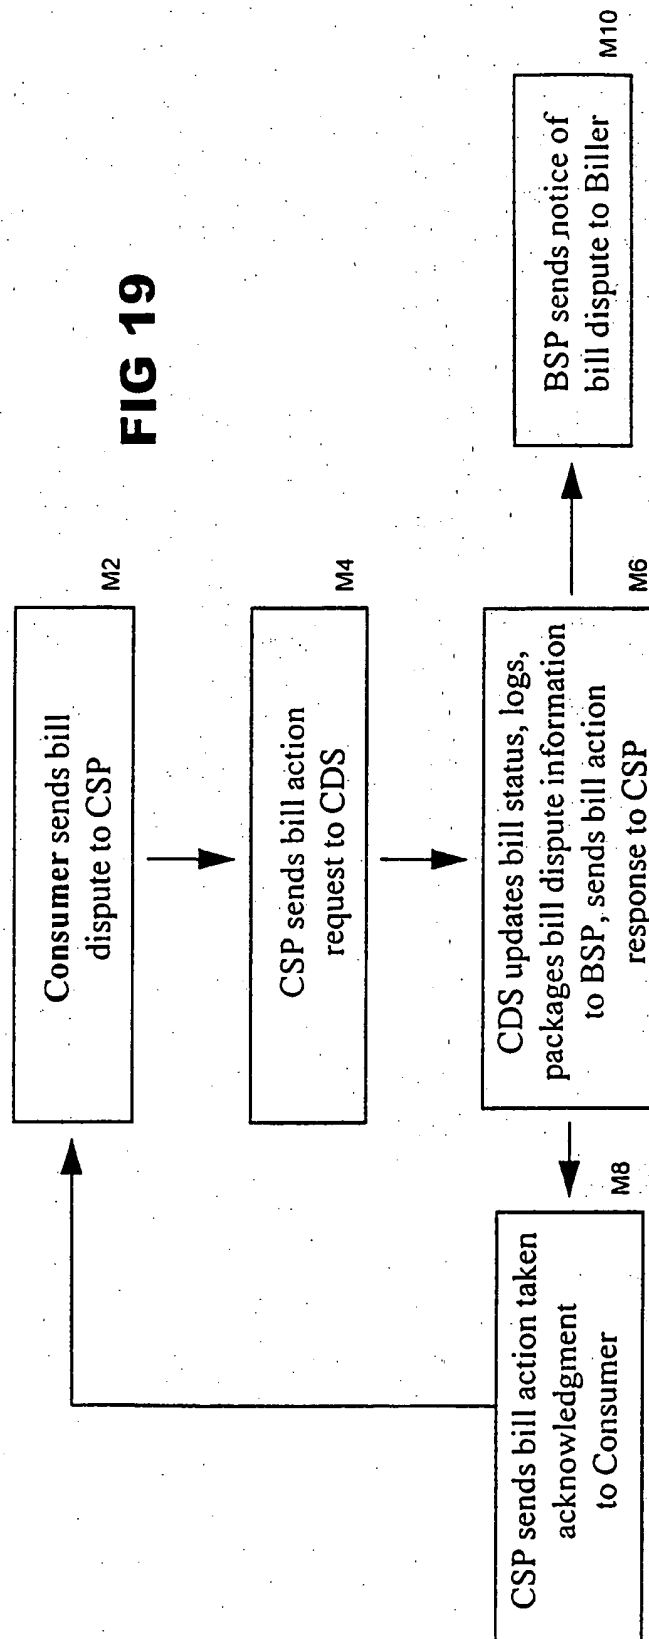 FIG 19
Consumer sends bill
dispute to CSP
M2
CSP sends bill action
request to CDS
M4
CDS updates bill status, logs,
packages bill dispute information
to BSP, sends bill action
response to CSP
M6
CSP sends bill action taken
acknowledgment
to Consumer
M8
BSP sends notice of
bill dispute to Biller
M10